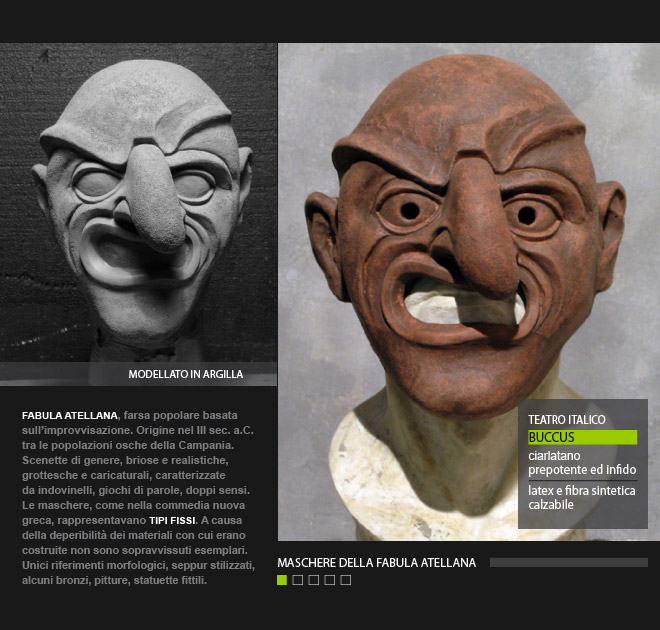 MODELLATO IN ARGILLA
FABULA ATELLANA, farsa popolare basata
sull'improvvisazione. Origine nel III sec. a.C.
tra le popolazioni osche della Campania.
Scenette di genere, briose e realistiche,
grottesche e caricaturali, caratterizzate
da indovinelli, giochi di parole, doppi sensi.
Le maschere, come nella commedia nuova
greca, rappresentavano TIPI FISSI. A causa
della deperibilità dei materiali con cui erano
costruite non sono sopravvissuti esemplari.
Unici riferimenti morfologici, seppur stilizzati,
alcuni bronzi, pitture, statuette fittili.
TEATRO ITALICO
BUCCUS
ciarlatano
prepotente ed infido
latex e fibra sintetica
calzabile
MASCHERE DELLA FABULA ATELLANA